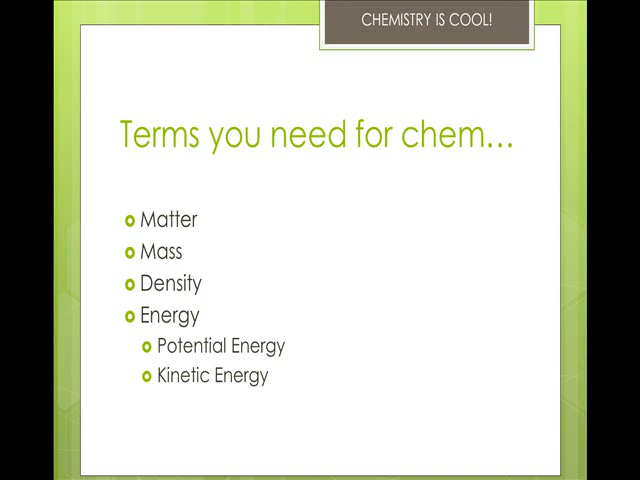 CHEMISTRY IS COOL!
Terms you need for chem...
Matter
Mass
Density
Energy
Potential Energy
Kinetic Energy